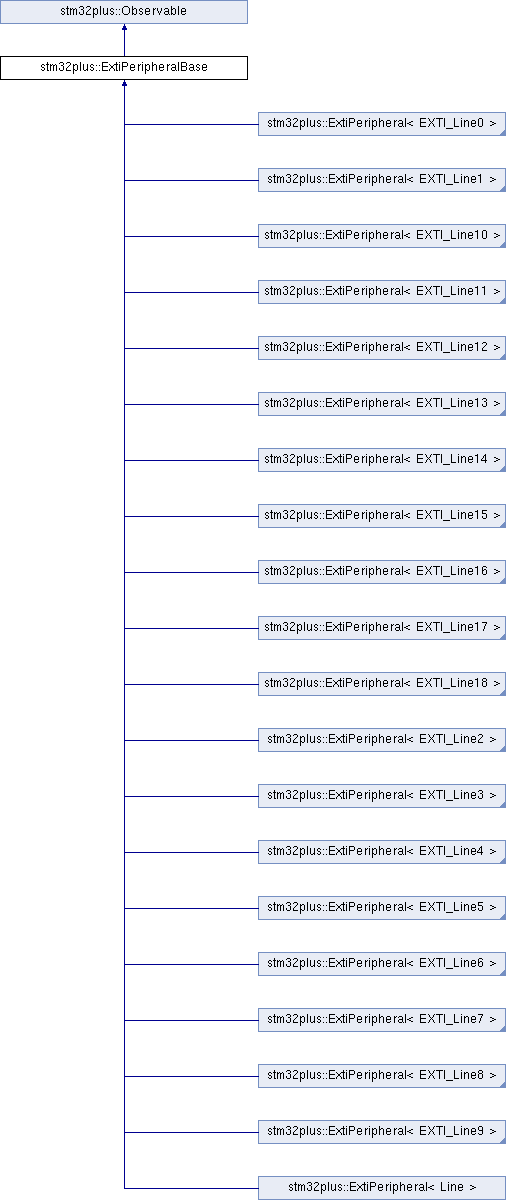 stm32plus::Observable
stm32plus::ExtiPeripheralBase
stm32plus::ExtiPeripheral< EXTI_Line0 >
stm32plus::ExtiPeripheral< EXTI_Line1 >
stm32plus::ExtiPeripheral< EXTI_Line10 >
stm32plus::ExtiPeripheral< EXTI_Line11 >
stm32plus::ExtiPeripheral< EXTI_Line12 >
stm32plus::ExtiPeripheral< EXTI_Line13 >
stm32plus::ExtiPeripheral< EXTI_Line14 >
stm32plus::ExtiPeripheral< EXTI_Line15 >
stm32plus::ExtiPeripheral< EXTI_Line16 >
stm32plus::ExtiPeripheral< EXTI_Line17 >
stm32plus::ExtiPeripheral< EXTI_Line18 >
stm32plus::ExtiPeripheral< EXTI_Line2 >
stm32plus::ExtiPeripheral< EXTI_Line3 >
stm32plus::ExtiPeripheral< EXTI_Line4 >
stm32plus::ExtiPeripheral< EXTI_Line5 >
stm32plus::ExtiPeripheral< EXTI_Line6 >
stm32plus::ExtiPeripheral< EXTI_Line7 >
stm32plus::ExtiPeripheral< EXTI_Line8 >
stm32plus::ExtiPeripheral< EXTI_Line9 >
stm32plus::ExtiPeripheral< Line >